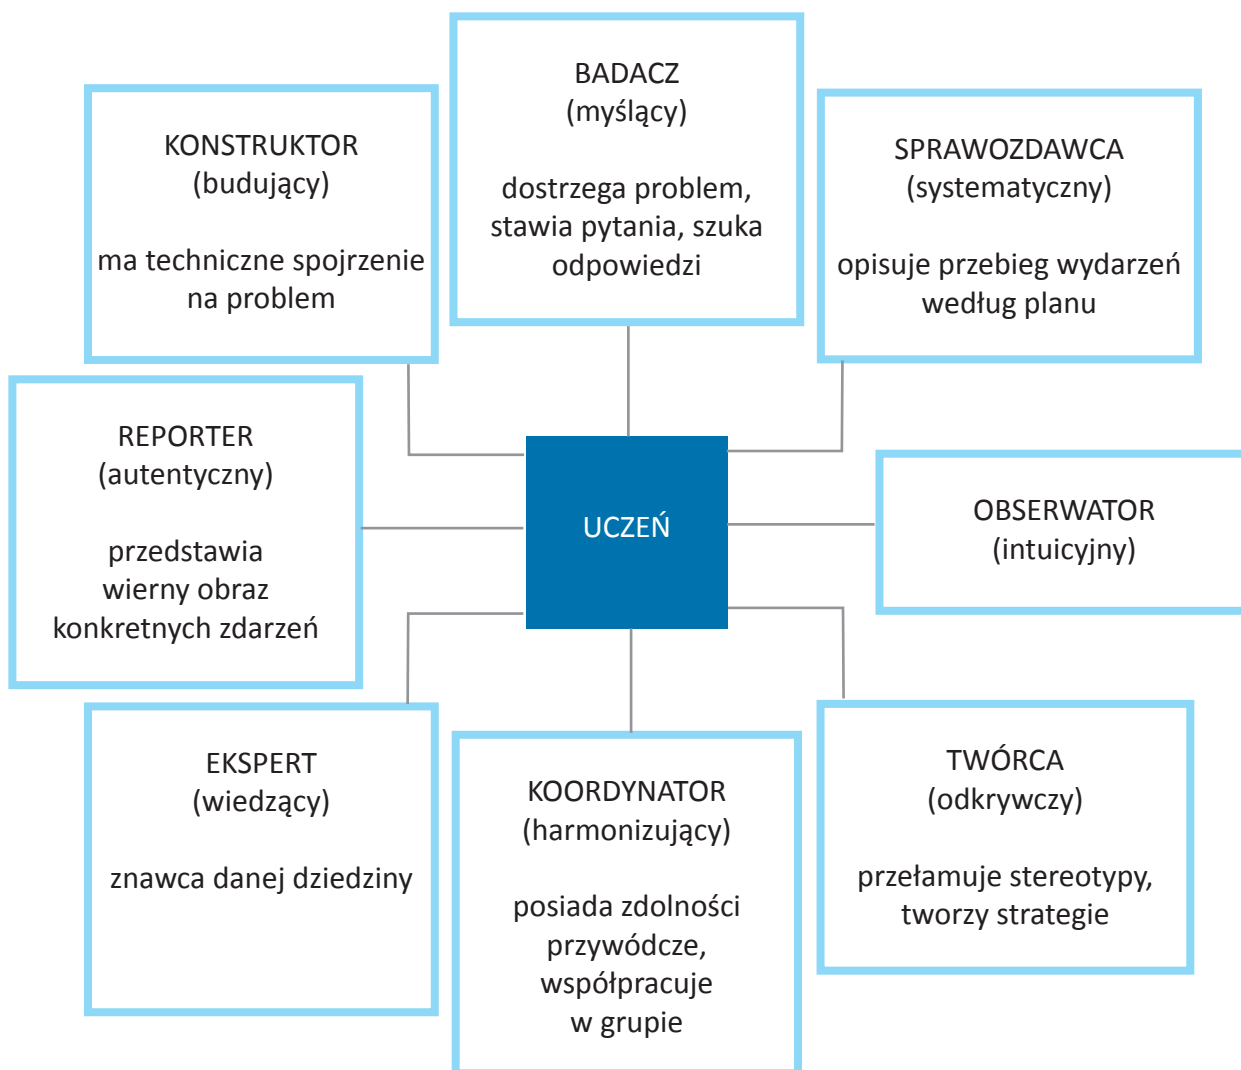 BADACZ
(myślący)
dostrzega problem,
stawia pytania, szuka
odpowiedzi
KONSTRUKTOR
(budujący)
ma techniczne spojrzenie
na problem
SPRAWOZDAWCA
(systematyczny)
opisuje przebieg wydarzeń
według planu
REPORTER
(autentyczny)
przedstawia
wierny obraz
konkretnych zdarzeń
UCZEŃ
OBSERWATOR
(intuicyjny)
EKSPERT
(wiedzący)
znawca danej dziedziny
KOORDYNATOR
(harmonizujący)
posiada zdolności
przywódcze,
współpracuje
w grupie
TWÓRCA
(odkrywczy)
przełamuje stereotypy,
tworzy strategie